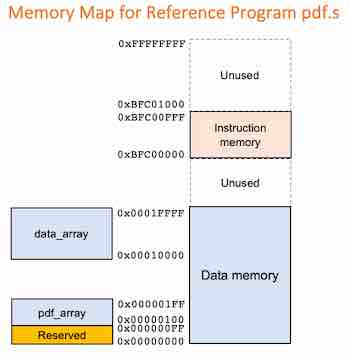 Memory Map for Reference Program pdf.s
0xFFFFFFFF
Unused
0xBFC01000
0xBFC00FFF
Instruction
memory
0xBFC00000
Unused
0x0001FFFF
data_array
0x00010000
Data memory
0x000001FF
pdf_array
0x00000100
0x000000FF
Reserved
0x00000000